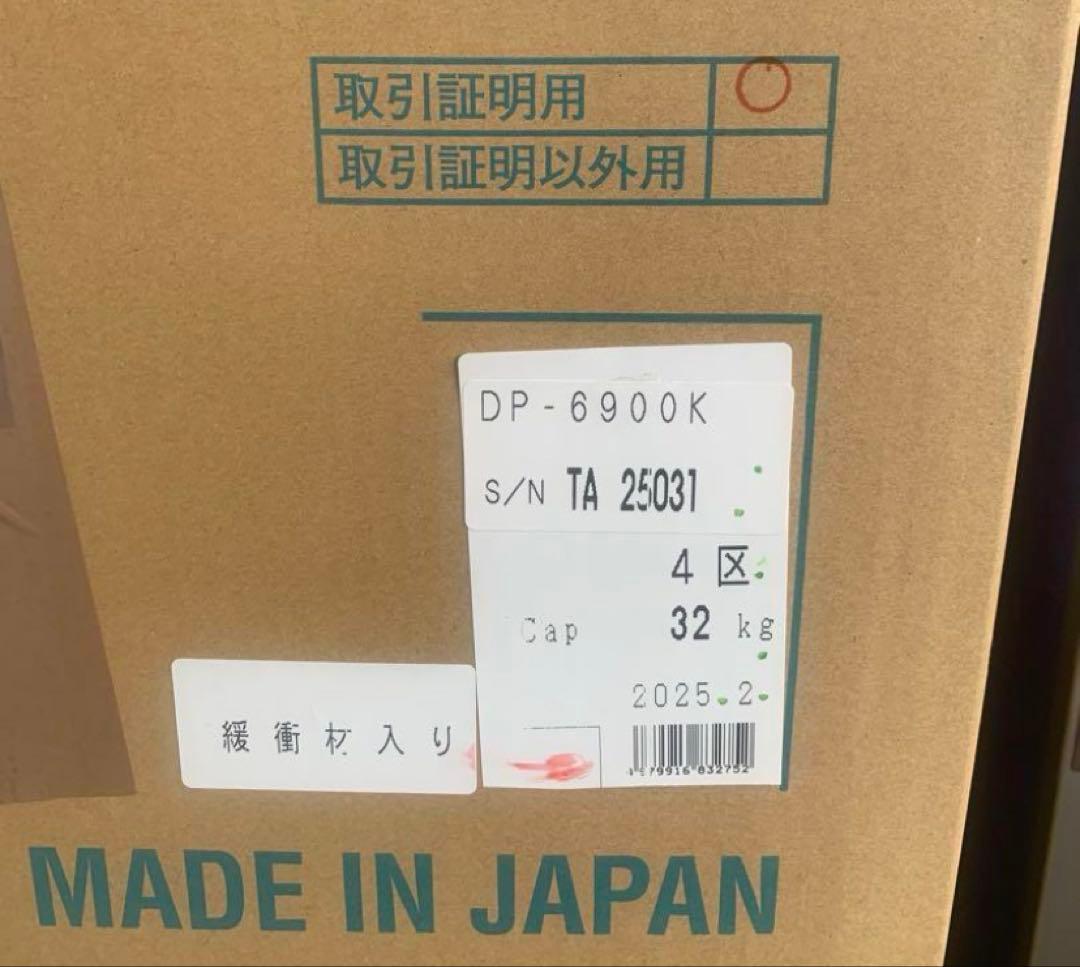 取引証明用
取引証明以外用
DP-6900K
S/N TA 25031
4 区
Cap 32 kg
2025.2.
緩衝材入り
MADE IN JAPAN